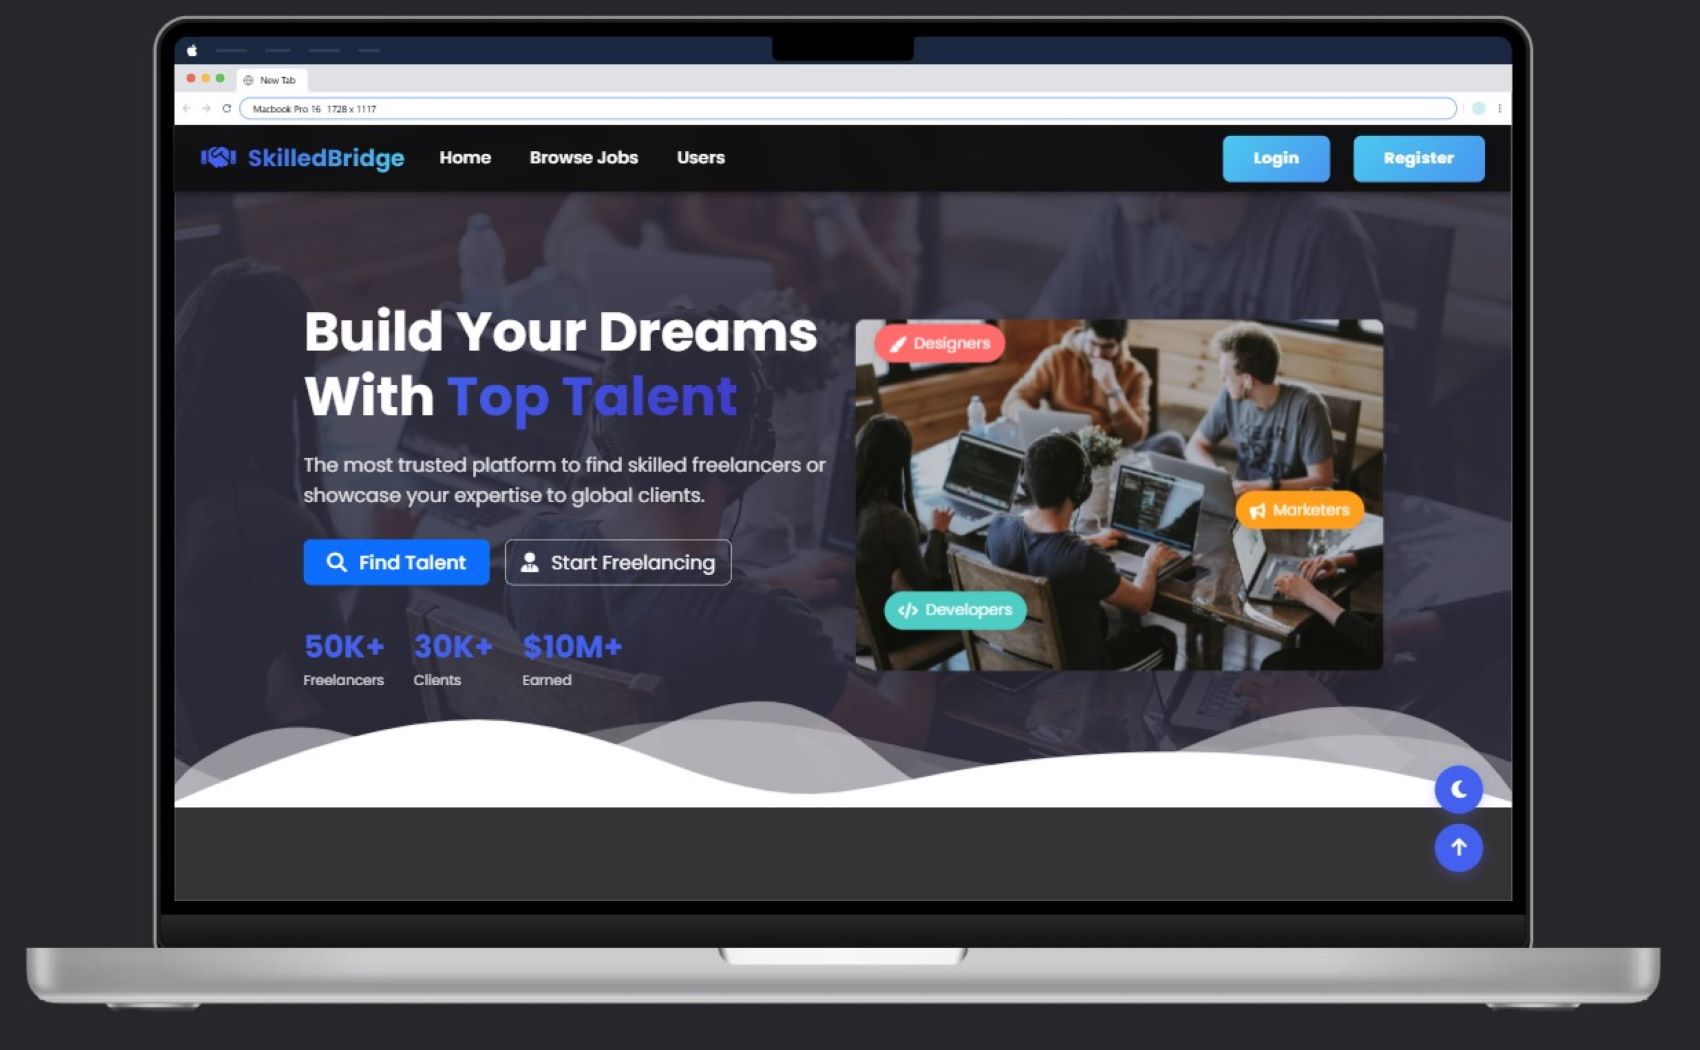 New Tab
Macbook Pro 16 1728 x 1117
SkilledBridge Home Browse Jobs Users Login Register
Build Your Dreams
With Top Talent
The most trusted platform to find skilled freelancers or
showcase your expertise to global clients.
Find Talent Start Freelancing
50K+ 30K+ $10M+
Freelancers Clients Earned
Designers
Marketers
</> Developers